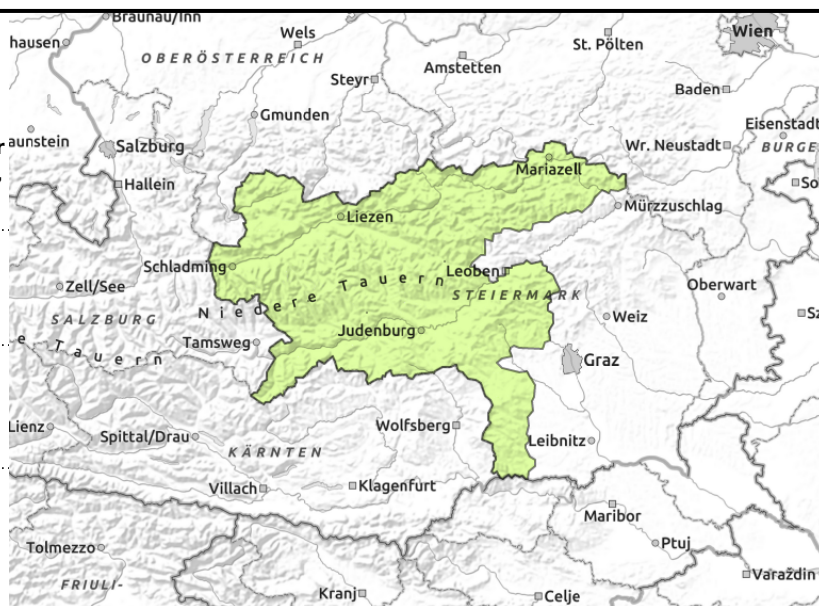 Braunau/Inn
hausen
Wels
St. Pölten
Wien
OBERÖSTERREICH
Amstetten
Steyr
Baden
Gmunden
Eisenstadt
aunstein
Salzburg
Wr. Neustadt
BURGE
Mariazell
Hallein
So
Mürzzuschlag
Liezen
Schladming
Leoben
Niedere Tauern
Zell/See
STEIERMARK
Oberwart
SALZBURG
Weiz
Sz
Judenburg
Tamsweg
e Tauern
Graz
Lienz
Wolfsberg
Spittal/Drau
Leibnitz
KÄRNTEN
Villach
Klagenfurt
Maribor
Tolmezzo
Ptuj
Varaždin
FRIULI-
Kranj
Celje